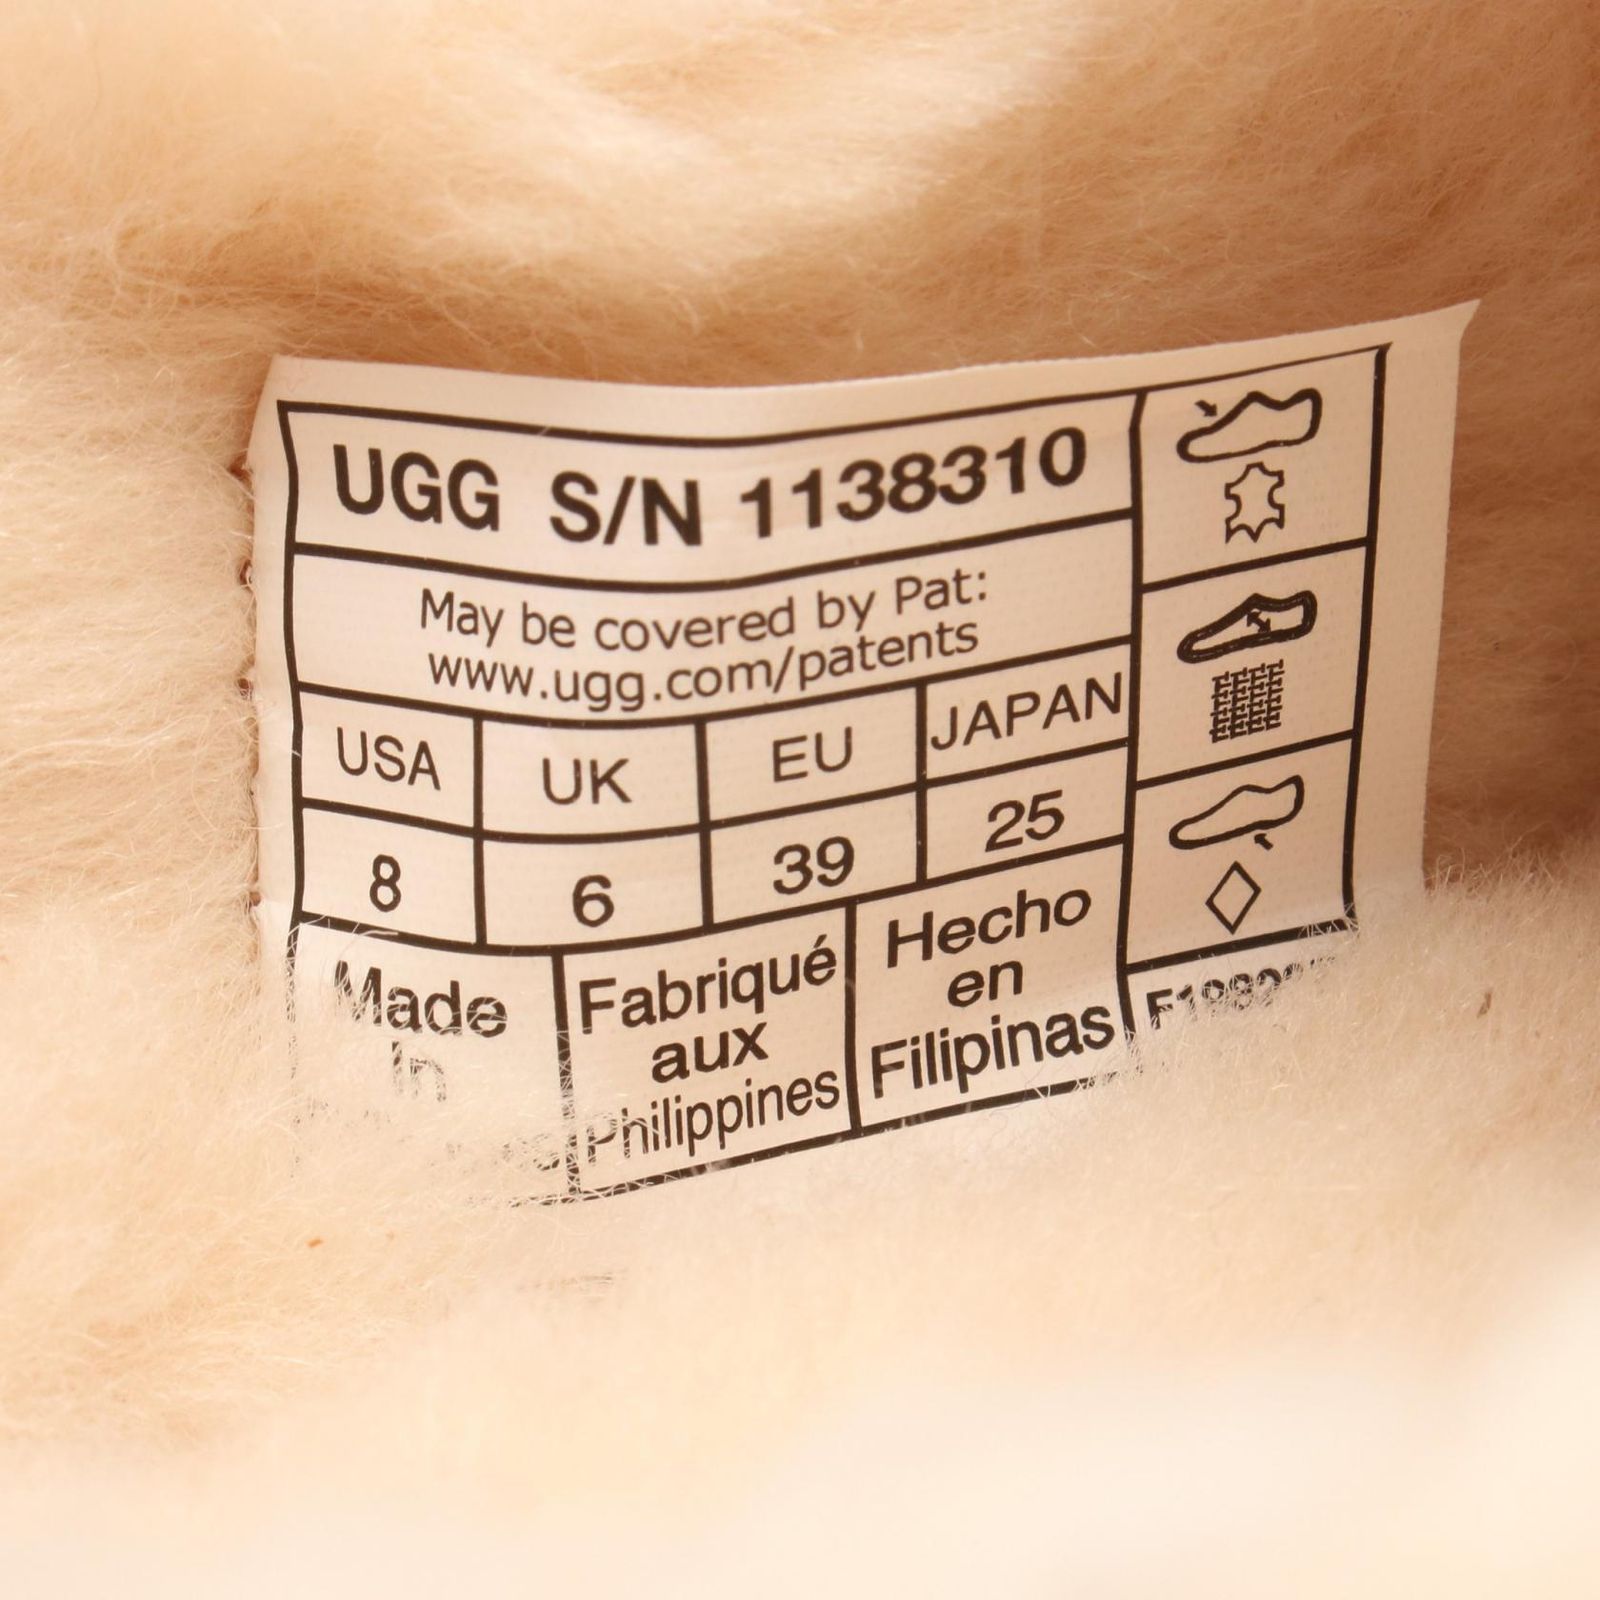 UGG S/N 1138310
May be covered by Pat:
www.ugg.com/patents
USA UK EU JAPAN
8 6 39 25
Made
In
Fabriqué
aux
Philippines
Hecho
en
Filipinas